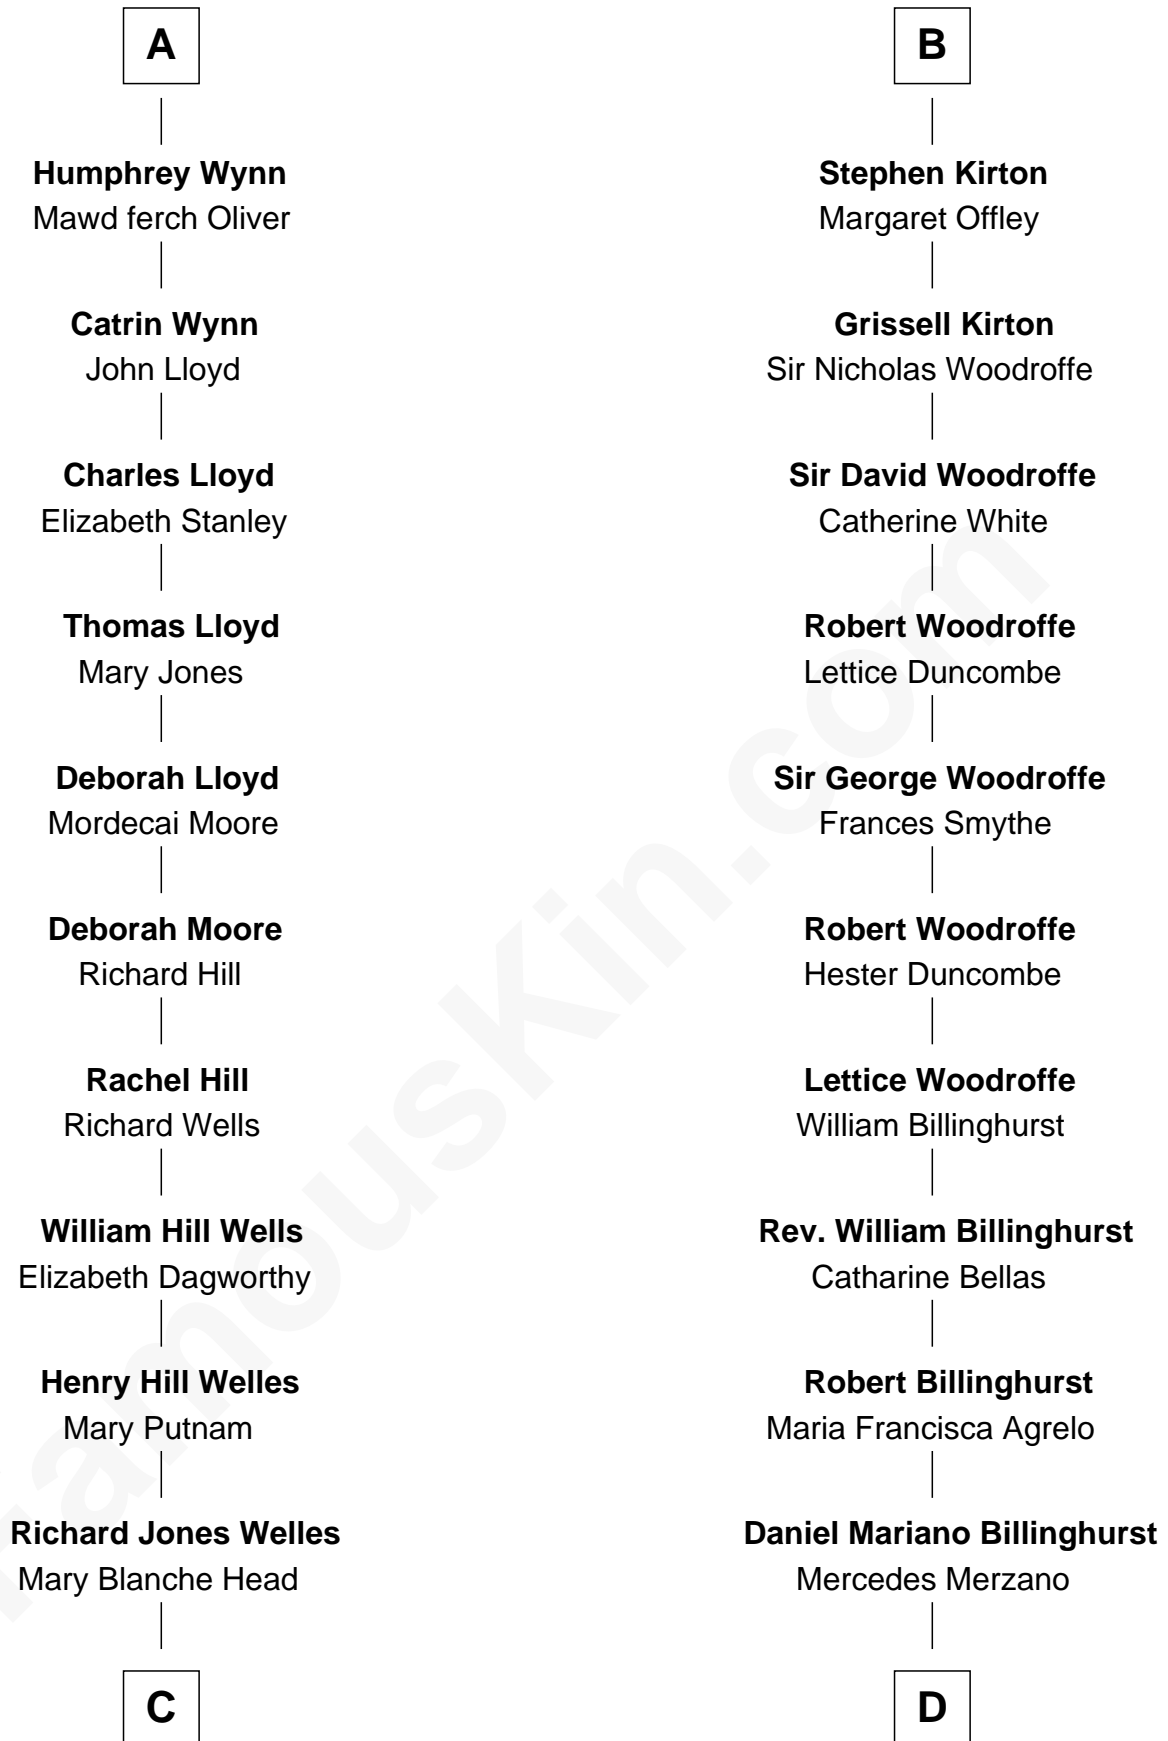 A
Humphrey Wynn
Mawd ferch Oliver
Catrin Wynn
John Lloyd
Charles Lloyd
Elizabeth Stanley
Thomas Lloyd
Mary Jones
Deborah Lloyd
Mordecai Moore
Deborah Moore
Richard Hill
Rachel Hill
Richard Wells
William Hill Wells
Elizabeth Dagworthy
Henry Hill Welles
Mary Putnam
Richard Jones Welles
Mary Blanche Head
C
B
Stephen Kirton
Margaret Offley
Grissell Kirton
Sir Nicholas Woodroffe
Sir David Woodroffe
Catherine White
Robert Woodroffe
Lettice Duncombe
Sir George Woodroffe
Frances Smythe
Robert Woodroffe
Hester Duncombe
Lettice Woodroffe
William Billinghurst
Rev. William Billinghurst
Catharine Bellas
Robert Billinghurst
Maria Francisca Agrelo
Daniel Mariano Billinghurst
Mercedes Merzano
D
FamousKin.com